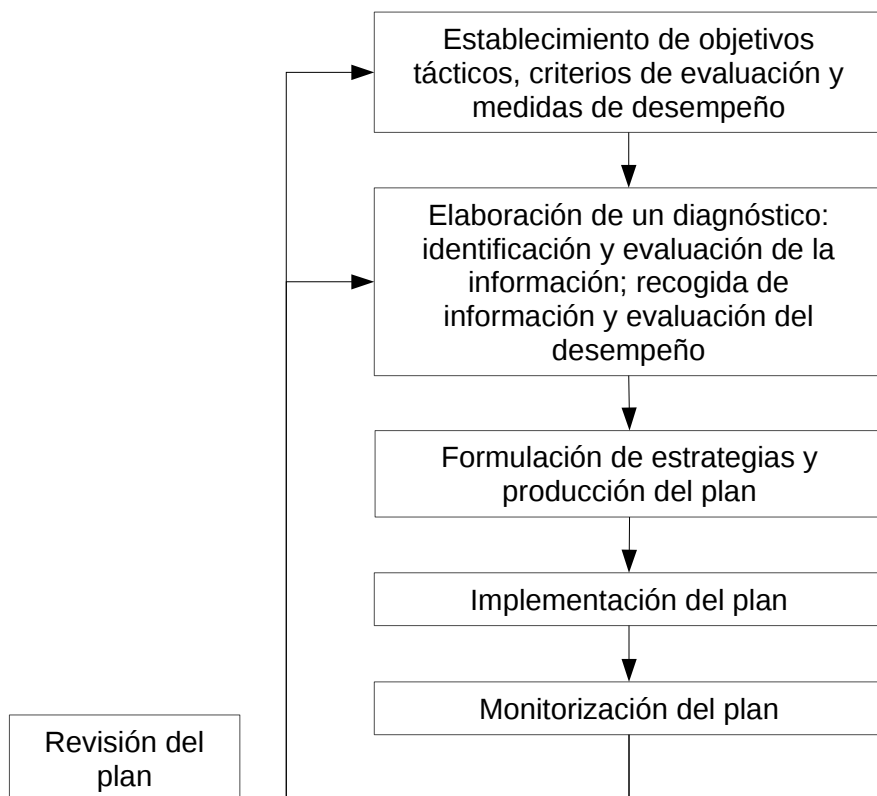 Establecimiento de objetivos
tácticos, criterios de evaluación y
medidas de desempeño
Elaboración de un diagnóstico:
identificación y evaluación de la
información; recogida de
información y evaluación del
desempeño
Formulación de estrategias y
producción del plan
Implementación del plan
Monitorización del plan
Revisión del
plan